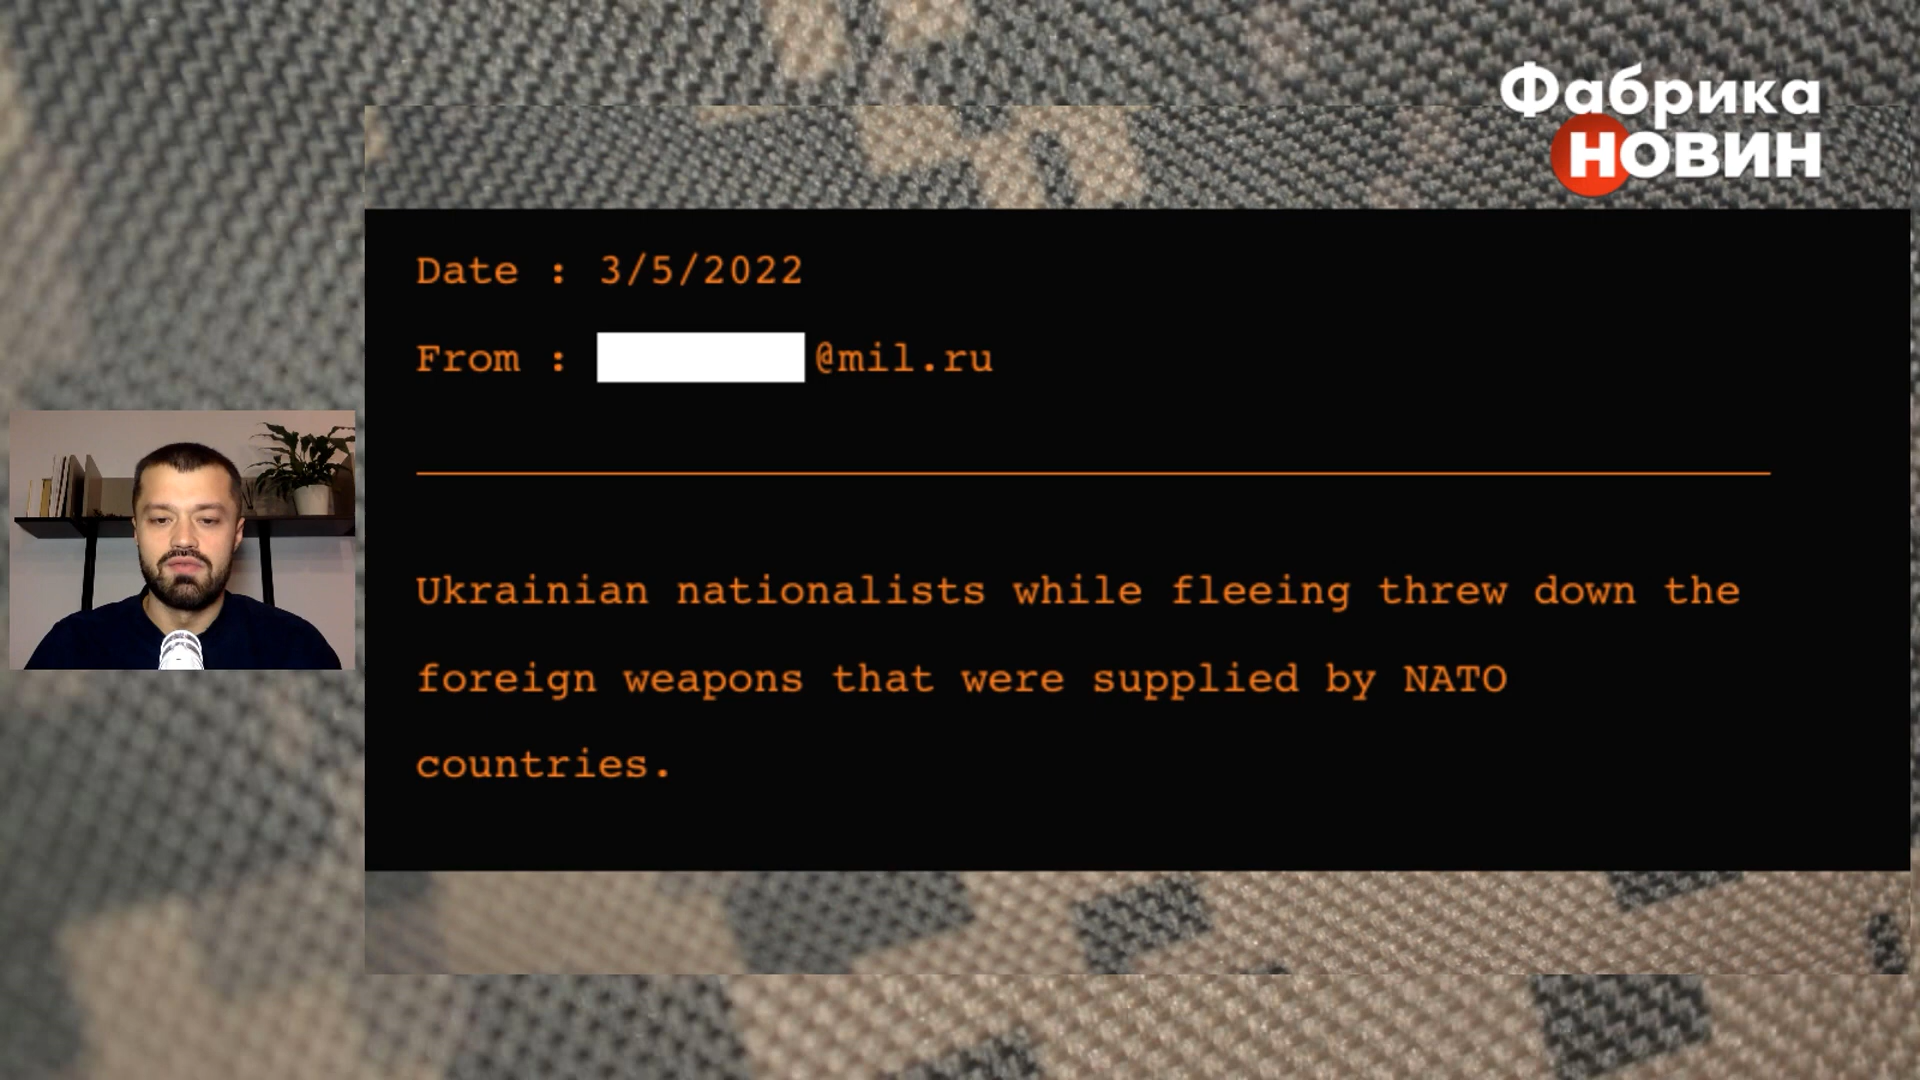 Фабрика
новин
Date : 3/5/2022
From : @mil.ru
Ukrainian nationalists while fleeing threw down the
foreign weapons that were supplied by NATO
countries.